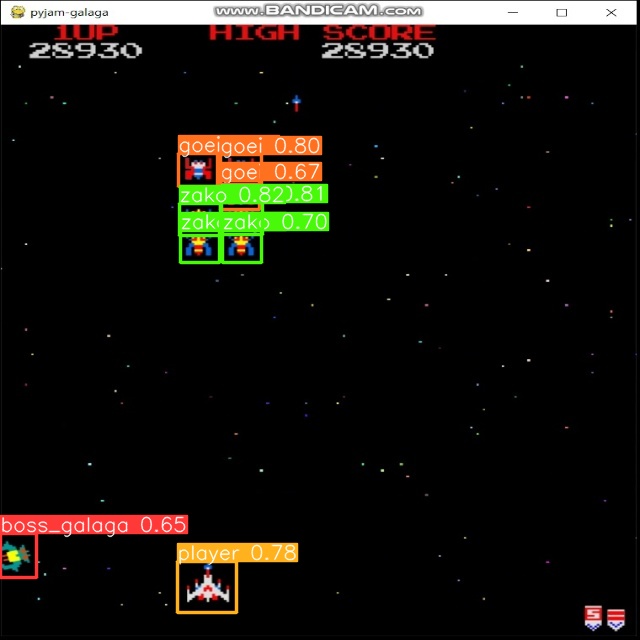 pyjam-galaga
www.BANDICAM.com
1UP HIGH SCORE
28930 28930
goei goei 0.80
goe 0.67
zako 0.82 0.81
zako 0.70
boss_galaga 0.65
player 0.78
5